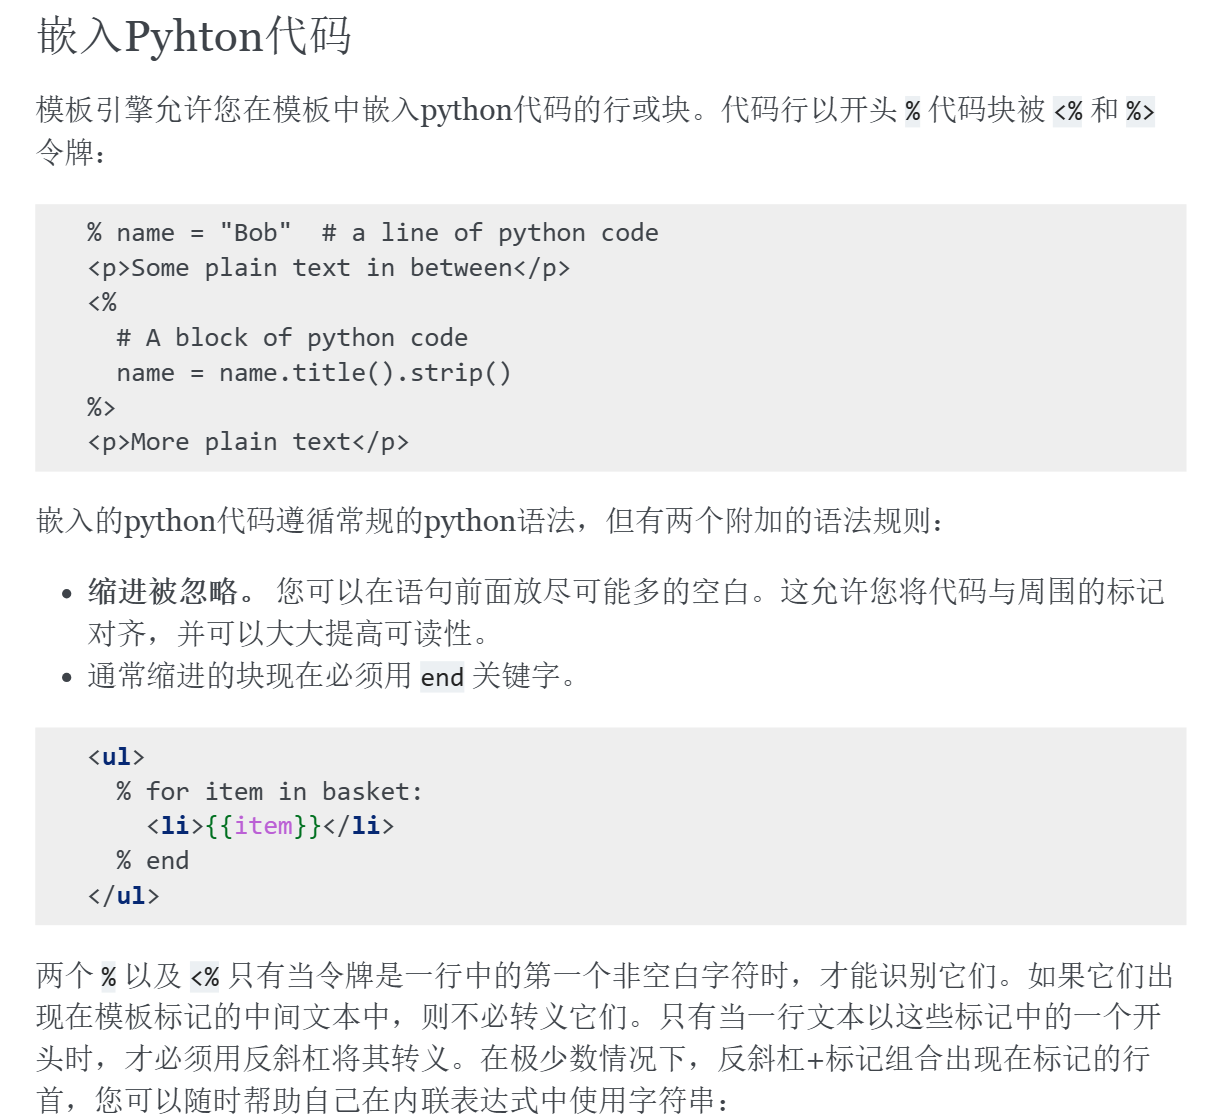 嵌入Pyhton代码
模板引擎允许您在模板中嵌入python代码的行或块。代码行以开头 % 代码块被 <% 和 %>
令牌：
% name = "Bob"  # a line of python code
<p>Some plain text in between</p>
<%
  # A block of python code
  name = name.title().strip()
%>
<p>More plain text</p>
嵌入的python代码遵循常规的python语法，但有两个附加的语法规则：
• 缩进被忽略。 您可以在语句前面放尽可能多的空白。这允许您将代码与周围的标记
对齐，并可以大大提高可读性。
• 通常缩进的块现在必须用 end 关键字。
<ul>
  % for item in basket:
    <li>{{item}}</li>
  % end
</ul>
两个 % 以及 <% 只有当令牌是一行中的第一个非空白字符时，才能识别它们。如果它们出
现在模板标记的中间文本中，则不必转义它们。只有当一行文本以这些标记中的一个开
头时，才必须用反斜杠将其转义。在极少数情况下，反斜杠+标记组合出现在标记的行
首，您可以随时帮助自己在内联表达式中使用字符串：